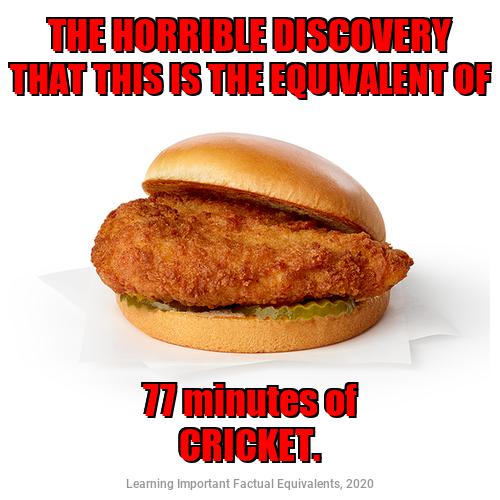 THE HORRIBLE DISCOVERY
THAT THIS IS THE EQUIVALENT OF
77 minutes of
CRICKET.
Learning Important Factual Equivalents, 2020